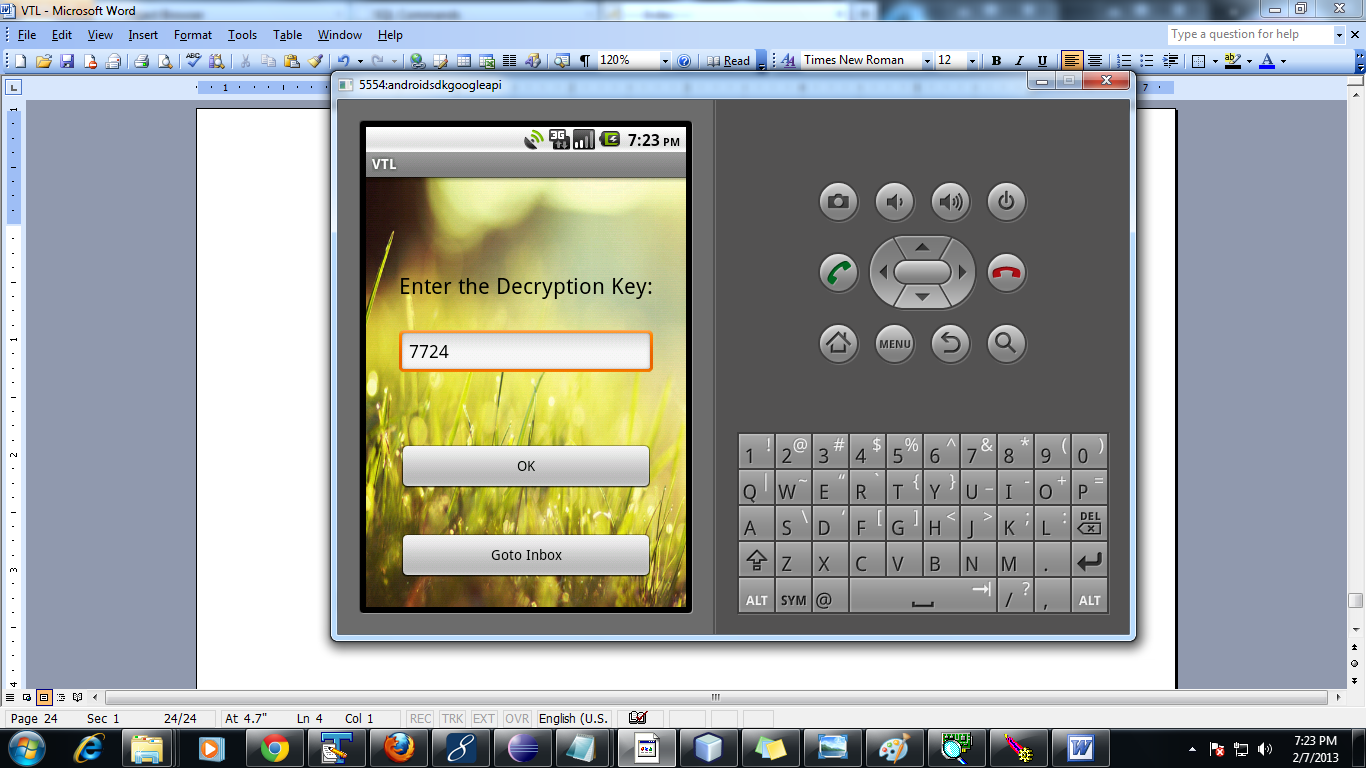 VTL - Microsoft Word
File Edit View Insert Format Tools Table Window Help
Type a question for help
120%
Read
Times New Roman
12
B I U
5554:androidsdkgoogleapi
3G
7:23 PM
VTL
Enter the Decryption Key:
7724
OK
Goto Inbox
MENU
1 ! 2 @ 3 # 4 $ 5 % 6 ^ 7 & 8 * 9 ( 0 )
Q | W ~ E “ R ` T { Y } U _ I - O + P =
A S \ D ‘ F [ G ] H < J > K ; L : DEL
Z X C V B N M .
ALT SYM @ / ? , ALT
Page 24 Sec 1 24/24 At 4.7" Ln 4 Col 1 REC TRK EXT OVR English (U.S.
7:23 PM
2/7/2013